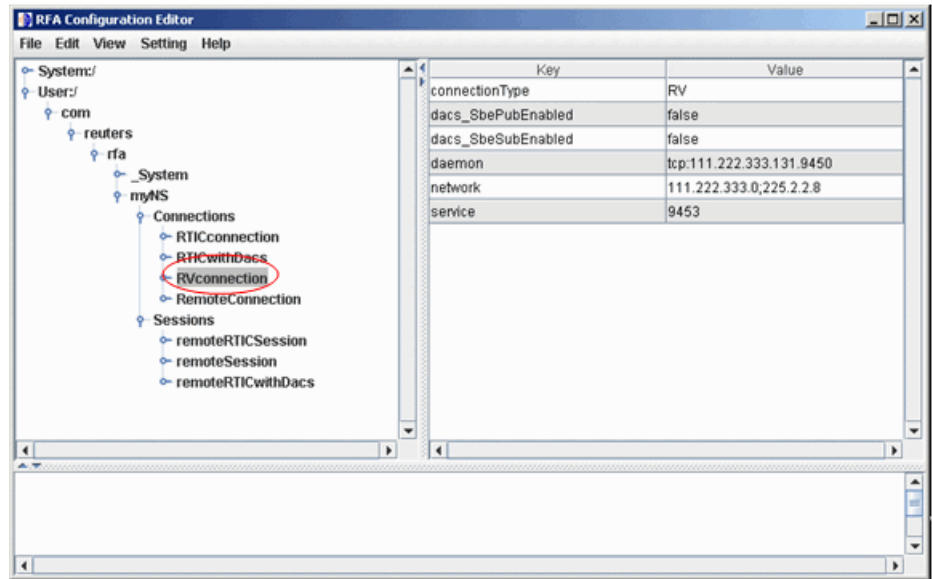 RFA Configuration Editor
File Edit View Setting Help
System:/
User:/
com
reuters
rfa
_System
myNS
Connections
RTICconnection
RTICwithDacs
RVconnection
RemoteConnection
Sessions
remoteRTICSession
remoteSession
remoteRTICwithDacs
Key Value
connectionType RV
dacs_SbePubEnabled false
dacs_SbeSubEnabled false
daemon tcp:111.222.333.131.9450
network 111.222.333.0;225.2.2.8
service 9453